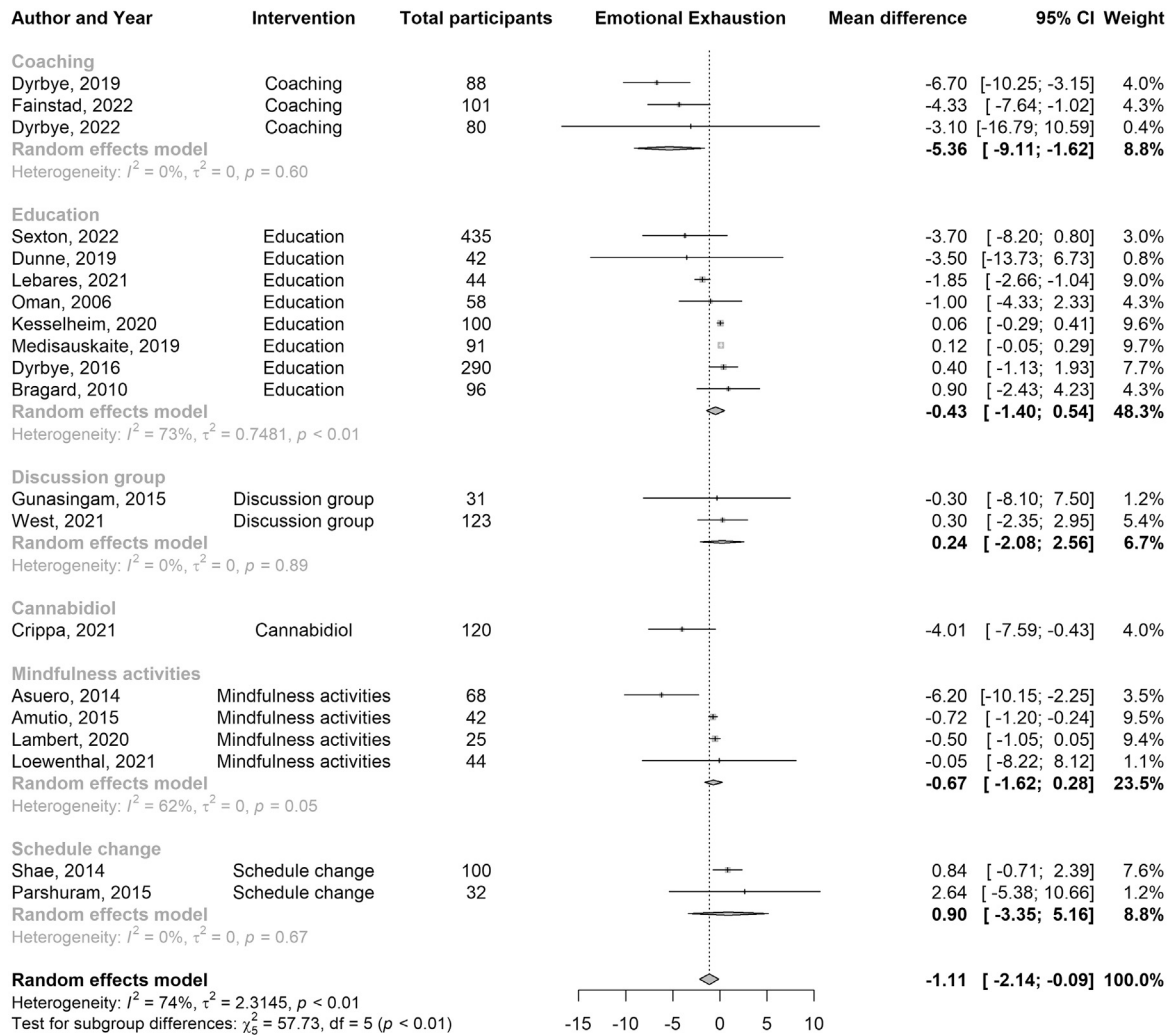 Author and Year Intervention Total participants Emotional Exhaustion Mean difference 95% CI Weight
Coaching
Dyrbye, 2019 Coaching 88 -6.70 [-10.25; -3.15] 4.0%
Fainstad, 2022 Coaching 101 -4.33 [-7.64; -1.02] 4.3%
Dyrbye, 2022 Coaching 80 -3.10 [-16.79; 10.59] 0.4%
Random effects model -5.36 [ -9.11; -1.62] 8.8%
Heterogeneity: I² = 0%, τ² = 0, p = 0.60
Education
Sexton, 2022 Education 435 -3.70 [ -8.20; 0.80] 3.0%
Dunne, 2019 Education 42 -3.50 [-13.73; 6.73] 0.8%
Lebares, 2021 Education 44 -1.85 [ -2.66; -1.04] 9.0%
Oman, 2006 Education 58 -1.00 [ -4.33; 2.33] 4.3%
Kesselheim, 2020 Education 100 0.06 [ -0.29; 0.41] 9.6%
Medisauskaite, 2019 Education 91 0.12 [ -0.05; 0.29] 9.7%
Dyrbye, 2016 Education 290 0.40 [ -1.13; 1.93] 7.7%
Bragard, 2010 Education 96 0.90 [ -2.43; 4.23] 4.3%
Random effects model -0.43 [ -1.40; 0.54] 48.3%
Heterogeneity: I² = 73%, τ² = 0.7481, p < 0.01
Discussion group
Gunasingam, 2015 Discussion group 31 -0.30 [ -8.10; 7.50] 1.2%
West, 2021 Discussion group 123 0.30 [ -2.35; 2.95] 5.4%
Random effects model 0.24 [ -2.08; 2.56] 6.7%
Heterogeneity: I² = 0%, τ² = 0, p = 0.89
Cannabidiol
Crippa, 2021 Cannabidiol 120 -4.01 [ -7.59; -0.43] 4.0%
Mindfulness activities
Asuero, 2014 Mindfulness activities 68 -6.20 [-10.15; -2.25] 3.5%
Amutio, 2015 Mindfulness activities 42 -0.72 [ -1.20; -0.24] 9.5%
Lambert, 2020 Mindfulness activities 25 -0.50 [ -1.05; 0.05] 9.4%
Loewenthal, 2021 Mindfulness activities 44 -0.05 [ -8.22; 8.12] 1.1%
Random effects model -0.67 [ -1.62; 0.28] 23.5%
Heterogeneity: I² = 62%, τ² = 0, p = 0.05
Schedule change
Shae, 2014 Schedule change 100 0.84 [ -0.71; 2.39] 7.6%
Parshuram, 2015 Schedule change 32 2.64 [ -5.38; 10.66] 1.2%
Random effects model 0.90 [ -3.35; 5.16] 8.8%
Heterogeneity: I² = 0%, τ² = 0, p = 0.67
Random effects model -1.11 [ -2.14; -0.09] 100.0%
Heterogeneity: I² = 74%, τ² = 2.3145, p < 0.01
Test for subgroup differences: χ²₅ = 57.73, df = 5 (p < 0.01)
-15 -10 -5 0 5 10